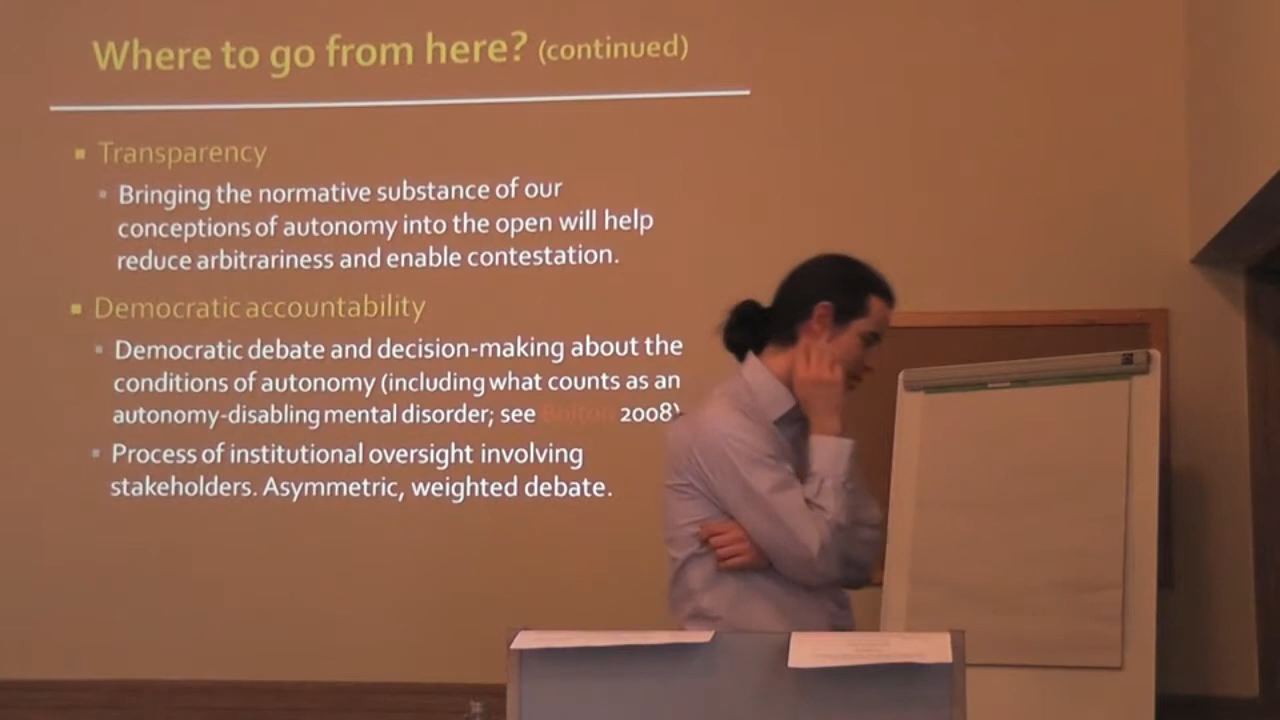 Where to go from here? (continued)
Transparency
Bringing the normative substance of our
conceptions of autonomy into the open will help
reduce arbitrariness and enable contestation.
Democratic accountability
Democratic debate and decision-making about the
conditions of autonomy (including what counts as an
autonomy-disabling mental disorder; see Bolton 2008)
Process of institutional oversight involving
stakeholders. Asymmetric, weighted debate.